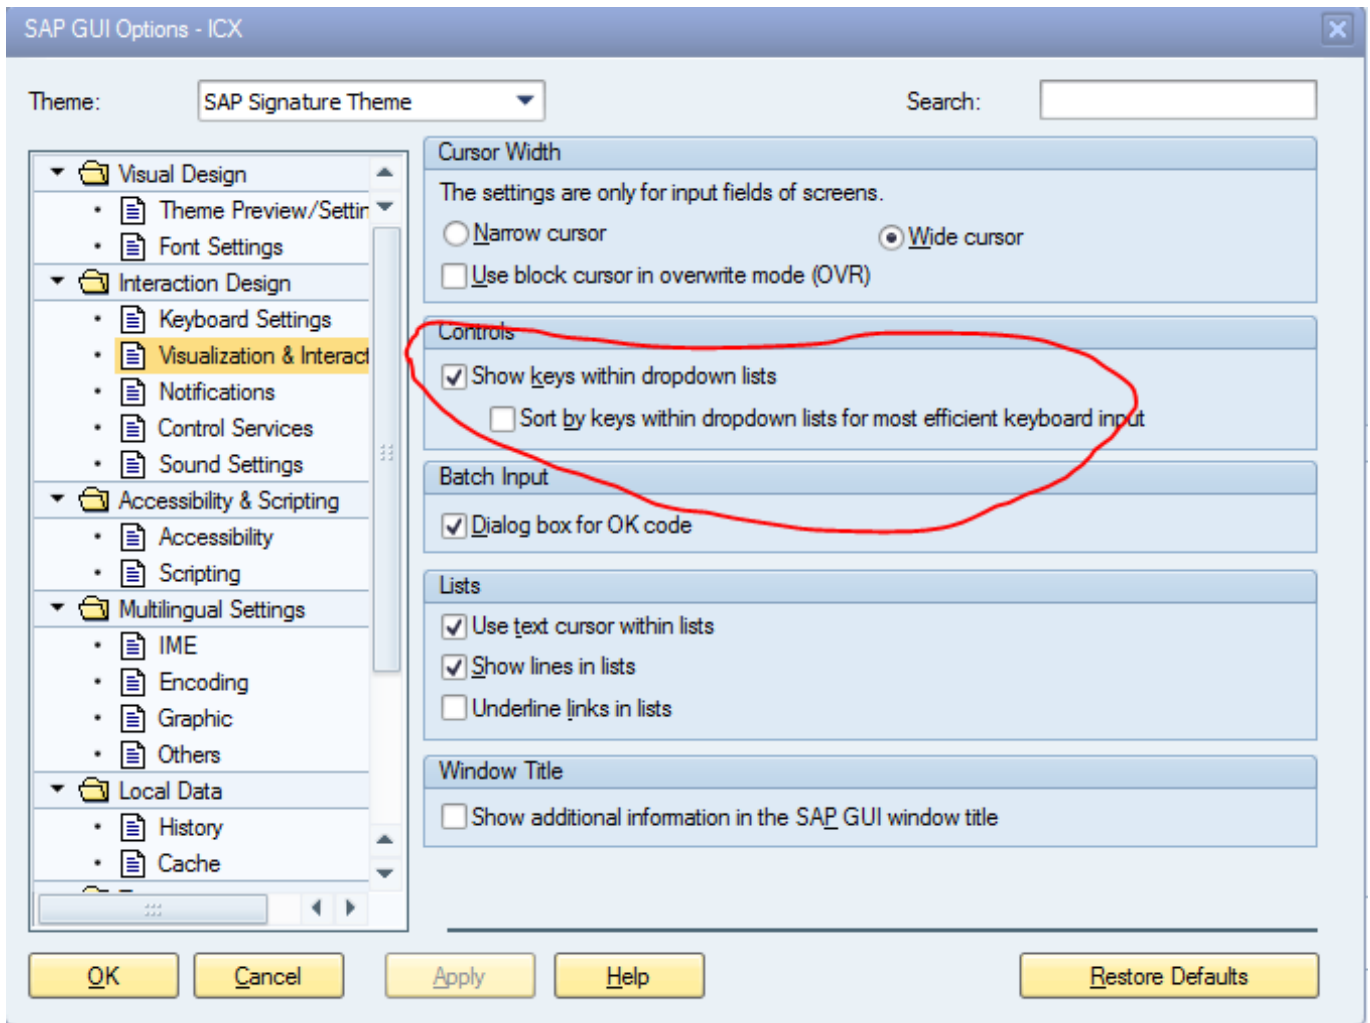 SAP GUI Options - ICX
Theme: SAP Signature Theme Search:
Visual Design
Theme Preview/Settin
Font Settings
Interaction Design
Keyboard Settings
Visualization & Interact
Notifications
Control Services
Sound Settings
Accessibility & Scripting
Accessibility
Scripting
Multilingual Settings
IME
Encoding
Graphic
Others
Local Data
History
Cache
Cursor Width
The settings are only for input fields of screens.
Narrow cursor Wide cursor
Use block cursor in overwrite mode (OVR)
Controls
Show keys within dropdown lists
Sort by keys within dropdown lists for most efficient keyboard input
Batch Input
Dialog box for OK code
Lists
Use text cursor within lists
Show lines in lists
Underline links in lists
Window Title
Show additional information in the SAP GUI window title
OK Cancel Apply Help Restore Defaults